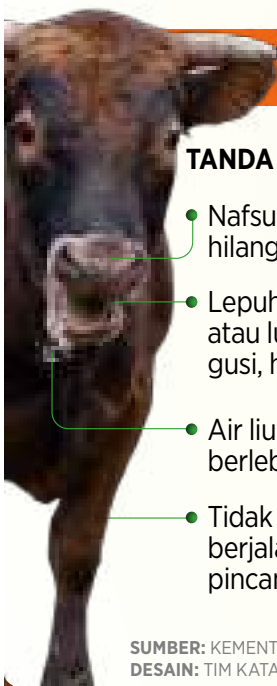 TANDA
Nafsu
hilang
Lepuh
atau lu
gusi, h
Air liu
berleb
Tidak
berjala
pincan
SUMBER: KEMENT
DESAIN: TIM KATA